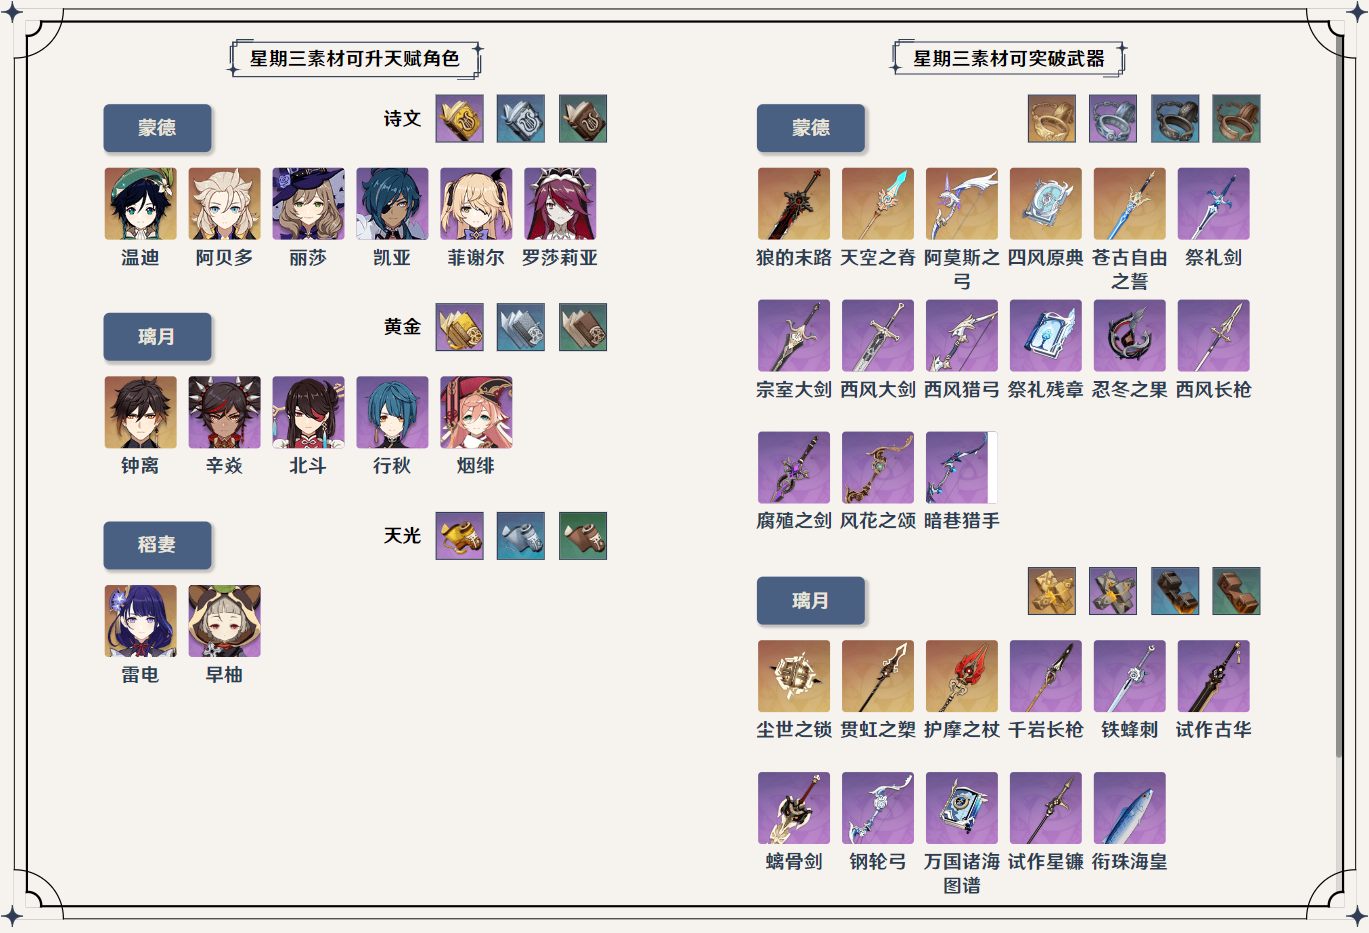 星期三素材可升天赋角色
蒙德
诗文
温迪 阿贝多 丽莎 凯亚 菲谢尔 罗莎莉亚
璃月
黄金
钟离 辛焱 北斗 行秋 烟绯
稻妻
天光
雷电 早柚
星期三素材可突破武器
蒙德
狼的末路 天空之脊 阿莫斯之 四风原典 苍古自由 祭礼剑
弓 之誓
宗室大剑 西风大剑 西风猎弓 祭礼残章 忍冬之果 西风长枪
腐殖之剑 风花之颂 暗巷猎手
璃月
尘世之锁 贯虹之槊 护摩之杖 千岩长枪 铁蜂刺 试作古华
螭骨剑 钢轮弓 万国诸海 试作星镰 衔珠海皇
图谱